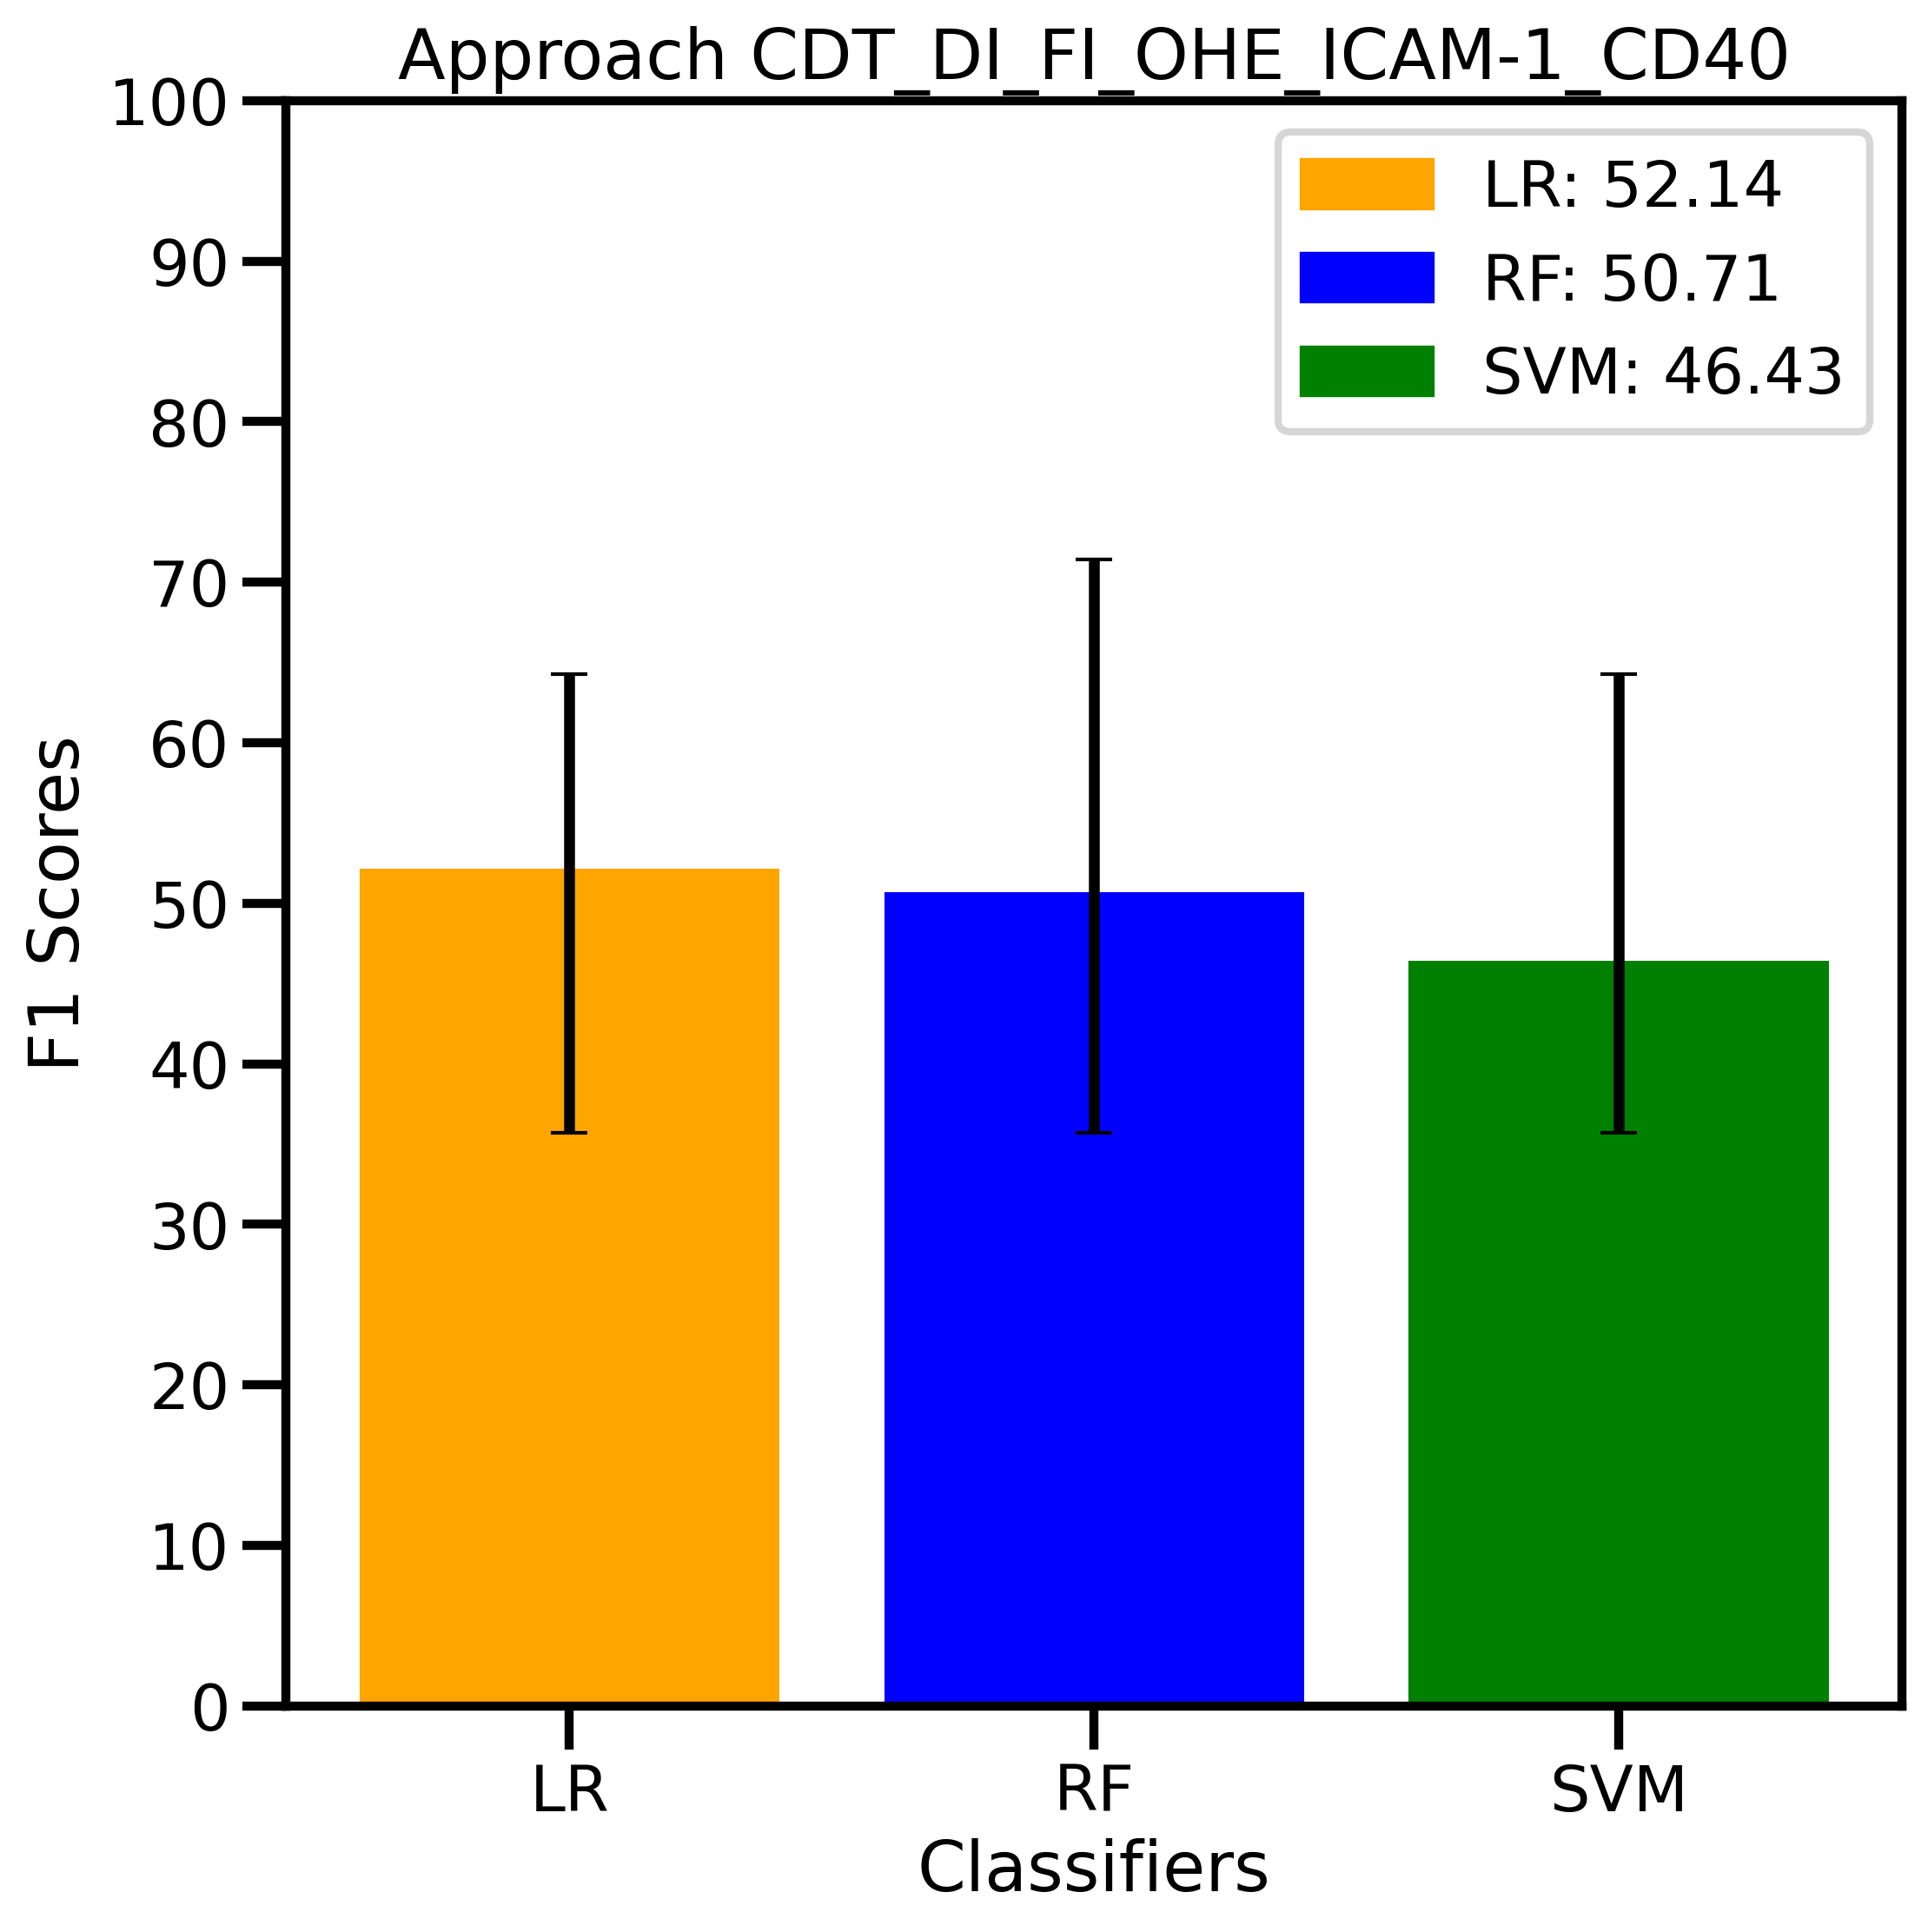 Approach CDT_DI_FI_OHE_ICAM-1_CD40
LR: 52.14
RF: 50.71
SVM: 46.43
F1 Scores
100
90
80
70
60
50
40
30
20
10
0
LR
RF
SVM
Classifiers